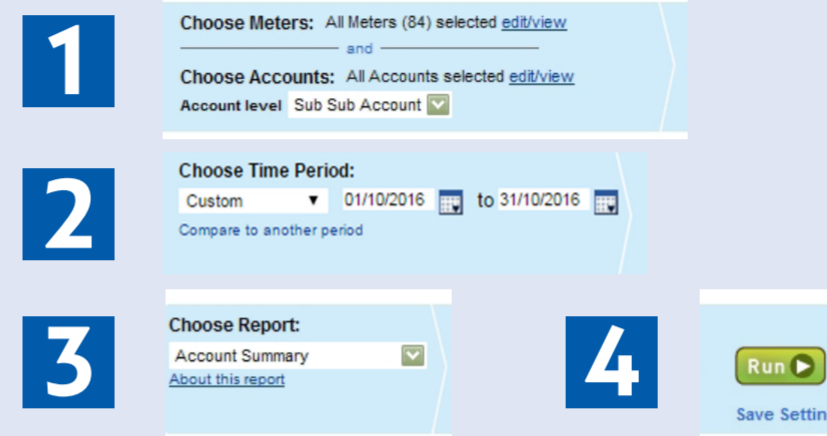 1
Choose Meters: All Meters (84) selected edit/view
and
Choose Accounts: All Accounts selected edit/view
Account level Sub Sub Account
2
Choose Time Period:
Custom 01/10/2016 to 31/10/2016
Compare to another period
3
Choose Report:
Account Summary
About this report
4
Run
Save Settin